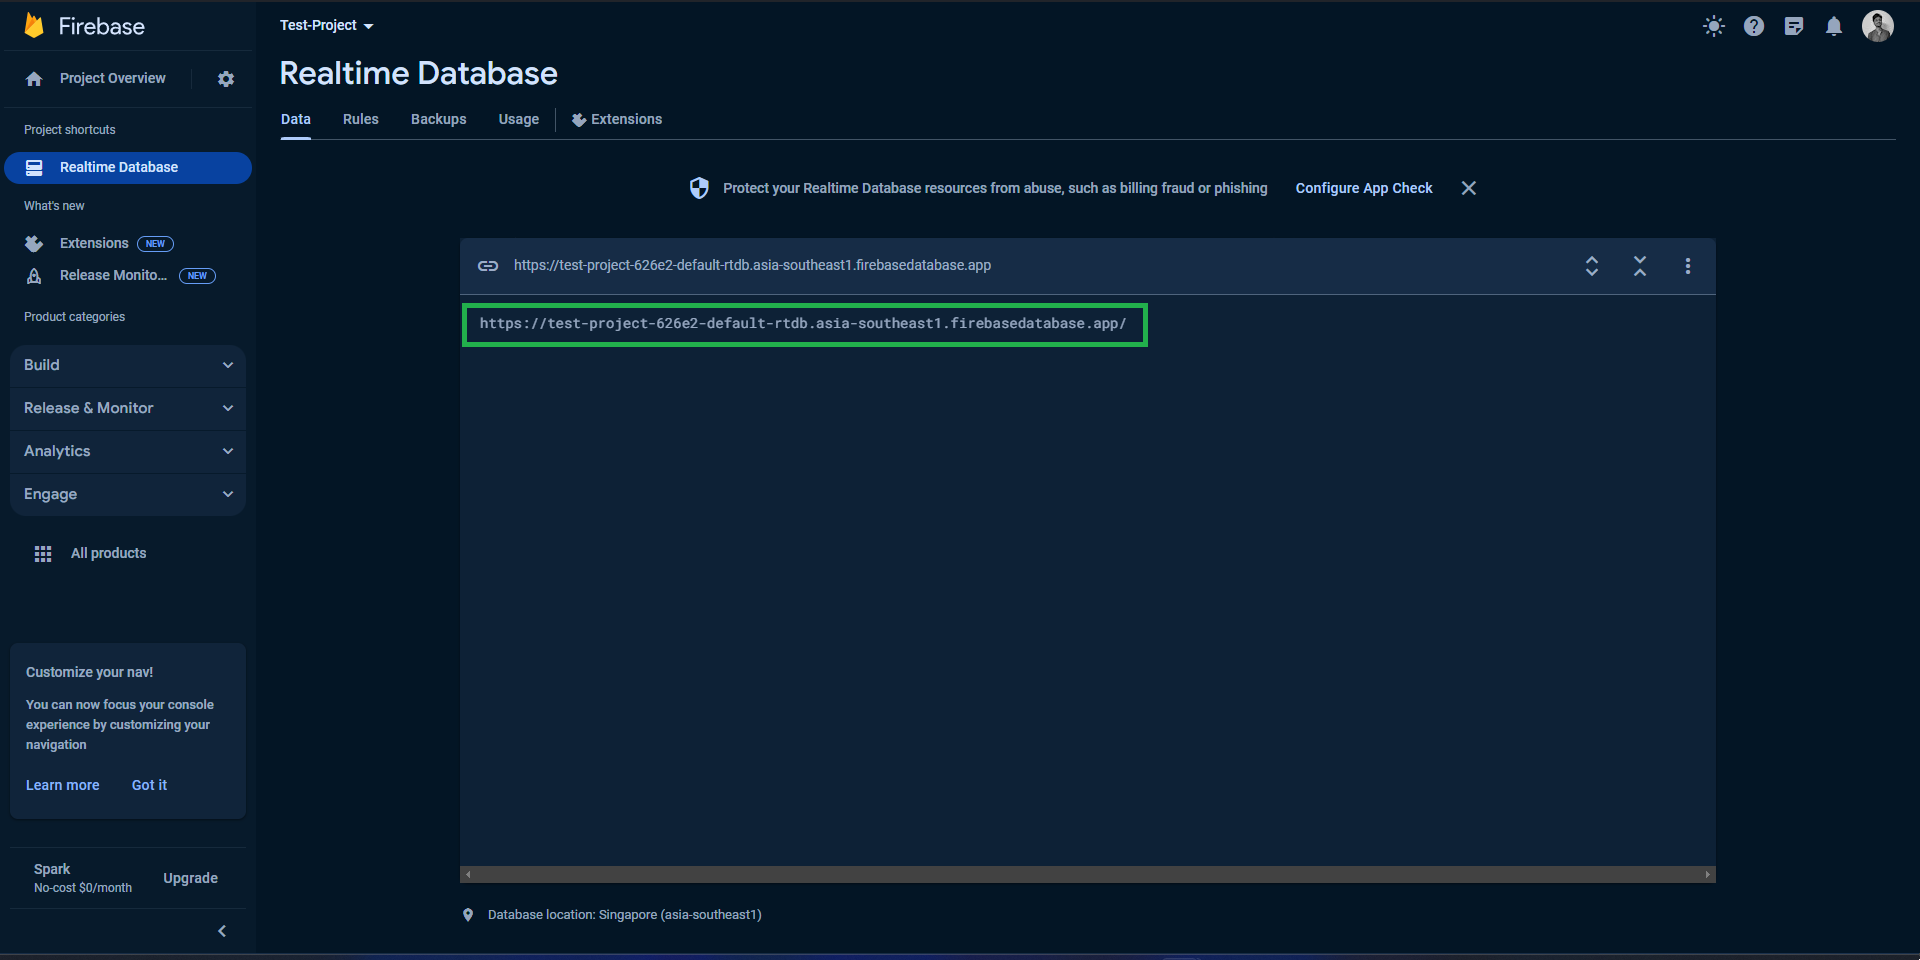 Firebase
Test-Project
Project Overview
Realtime Database
Data
Rules
Backups
Usage
Extensions
Project shortcuts
Realtime Database
What's new
Extensions NEW
Release Monito... NEW
Product categories
Build
Release & Monitor
Analytics
Engage
All products
Customize your nav!
You can now focus your console
experience by customizing your
navigation
Learn more
Got it
Spark
No-cost $0/month
Upgrade
Protect your Realtime Database resources from abuse, such as billing fraud or phishing
Configure App Check
https://test-project-626e2-default-rtdb.asia-southeast1.firebasedatabase.app
https://test-project-626e2-default-rtdb.asia-southeast1.firebasedatabase.app/
Database location: Singapore (asia-southeast1)